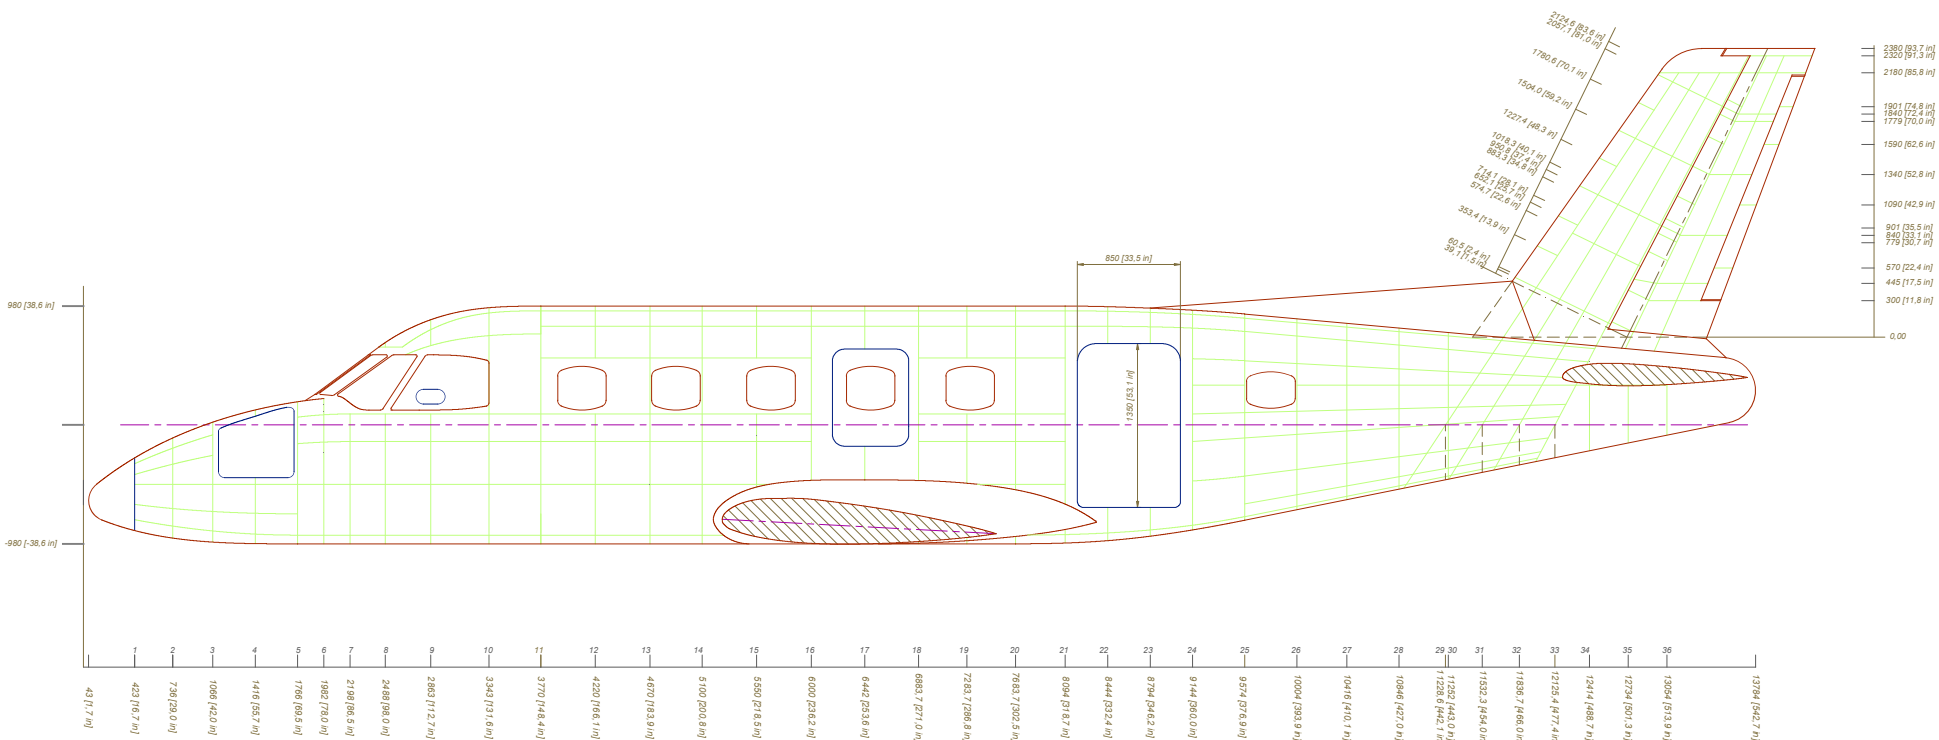 2124,6 [83,6 in]
2057,1 [81,0 in]
1780,6 [70,1 in]
1504,0 [59,2 in]
1227,4 [48,3 in]
1018,3 [40,1 in]
950,8 [37,4 in]
883,3 [34,8 in]
714,1 [28,1 in]
652,1 [25,7 in]
574,7 [22,6 in]
353,4 [13,9 in]
60,5 [2,4 in]
39,1 [1,5 in]
2380 [93,7 in]
2320 [91,3 in]
2180 [85,8 in]
1901 [74,8 in]
1840 [72,4 in]
1779 [70,0 in]
1590 [62,6 in]
1340 [52,8 in]
1090 [42,9 in]
901 [35,5 in]
840 [33,1 in]
779 [30,7 in]
570 [22,4 in]
445 [17,5 in]
300 [11,8 in]
0,00
850 [33,5 in]
980 [38,6 in]
1350 [53,1 in]
-980 [-38,6 in]
1 2 3 4 5 6 7 8 9 10 11 12 13 14 15 16 17 18 19 20 21 22 23 24 25 26 27 28 29 30 31 32 33 34 35 36
43 [1,7 in]
423 [16,7 in]
736 [29,0 in]
1066 [42,0 in]
1416 [55,7 in]
1766 [69,5 in]
1982 [78,0 in]
2198 [86,5 in]
2488 [98,0 in]
2863 [112,7 in]
3343 [131,6 in]
3770 [148,4 in]
4220 [166,1 in]
4670 [183,9 in]
5100 [200,8 in]
5550 [218,5 in]
6000 [236,2 in]
6442 [253,6 in]
6883,7 [271,0 in]
7283,7 [286,8 in]
7683,7 [302,5 in]
8094 [318,7 in]
8444 [332,4 in]
8794 [346,2 in]
9144 [360,0 in]
9574 [376,9 in]
10004 [393,9 in]
10416 [410,1 in]
10846 [427,0 in]
11228,6 [442,1 in]
11252 [443,0 in]
11532,3 [454,0 in]
11836,7 [466,0 in]
12125,4 [477,4 in]
12414 [488,7 in]
12734 [501,3 in]
13054 [513,9 in]
13784 [542,7 in]